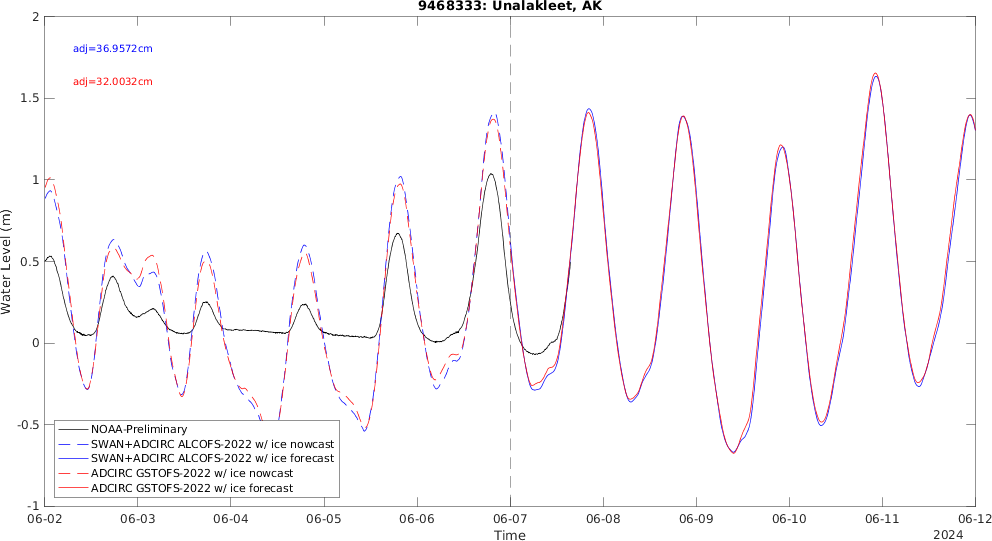 9468333: Unalakleet, AK
2
1.5
1
0.5
0
-0.5
-1
Water Level (m)
adj=36.9572cm
adj=32.0032cm
NOAA-Preliminary
SWAN+ADCIRC ALCOFS-2022 w/ ice nowcast
SWAN+ADCIRC ALCOFS-2022 w/ ice forecast
ADCIRC GSTOFS-2022 w/ ice nowcast
ADCIRC GSTOFS-2022 w/ ice forecast
06-02 06-03 06-04 06-05 06-06 06-07 06-08 06-09 06-10 06-11 06-12
Time
2024